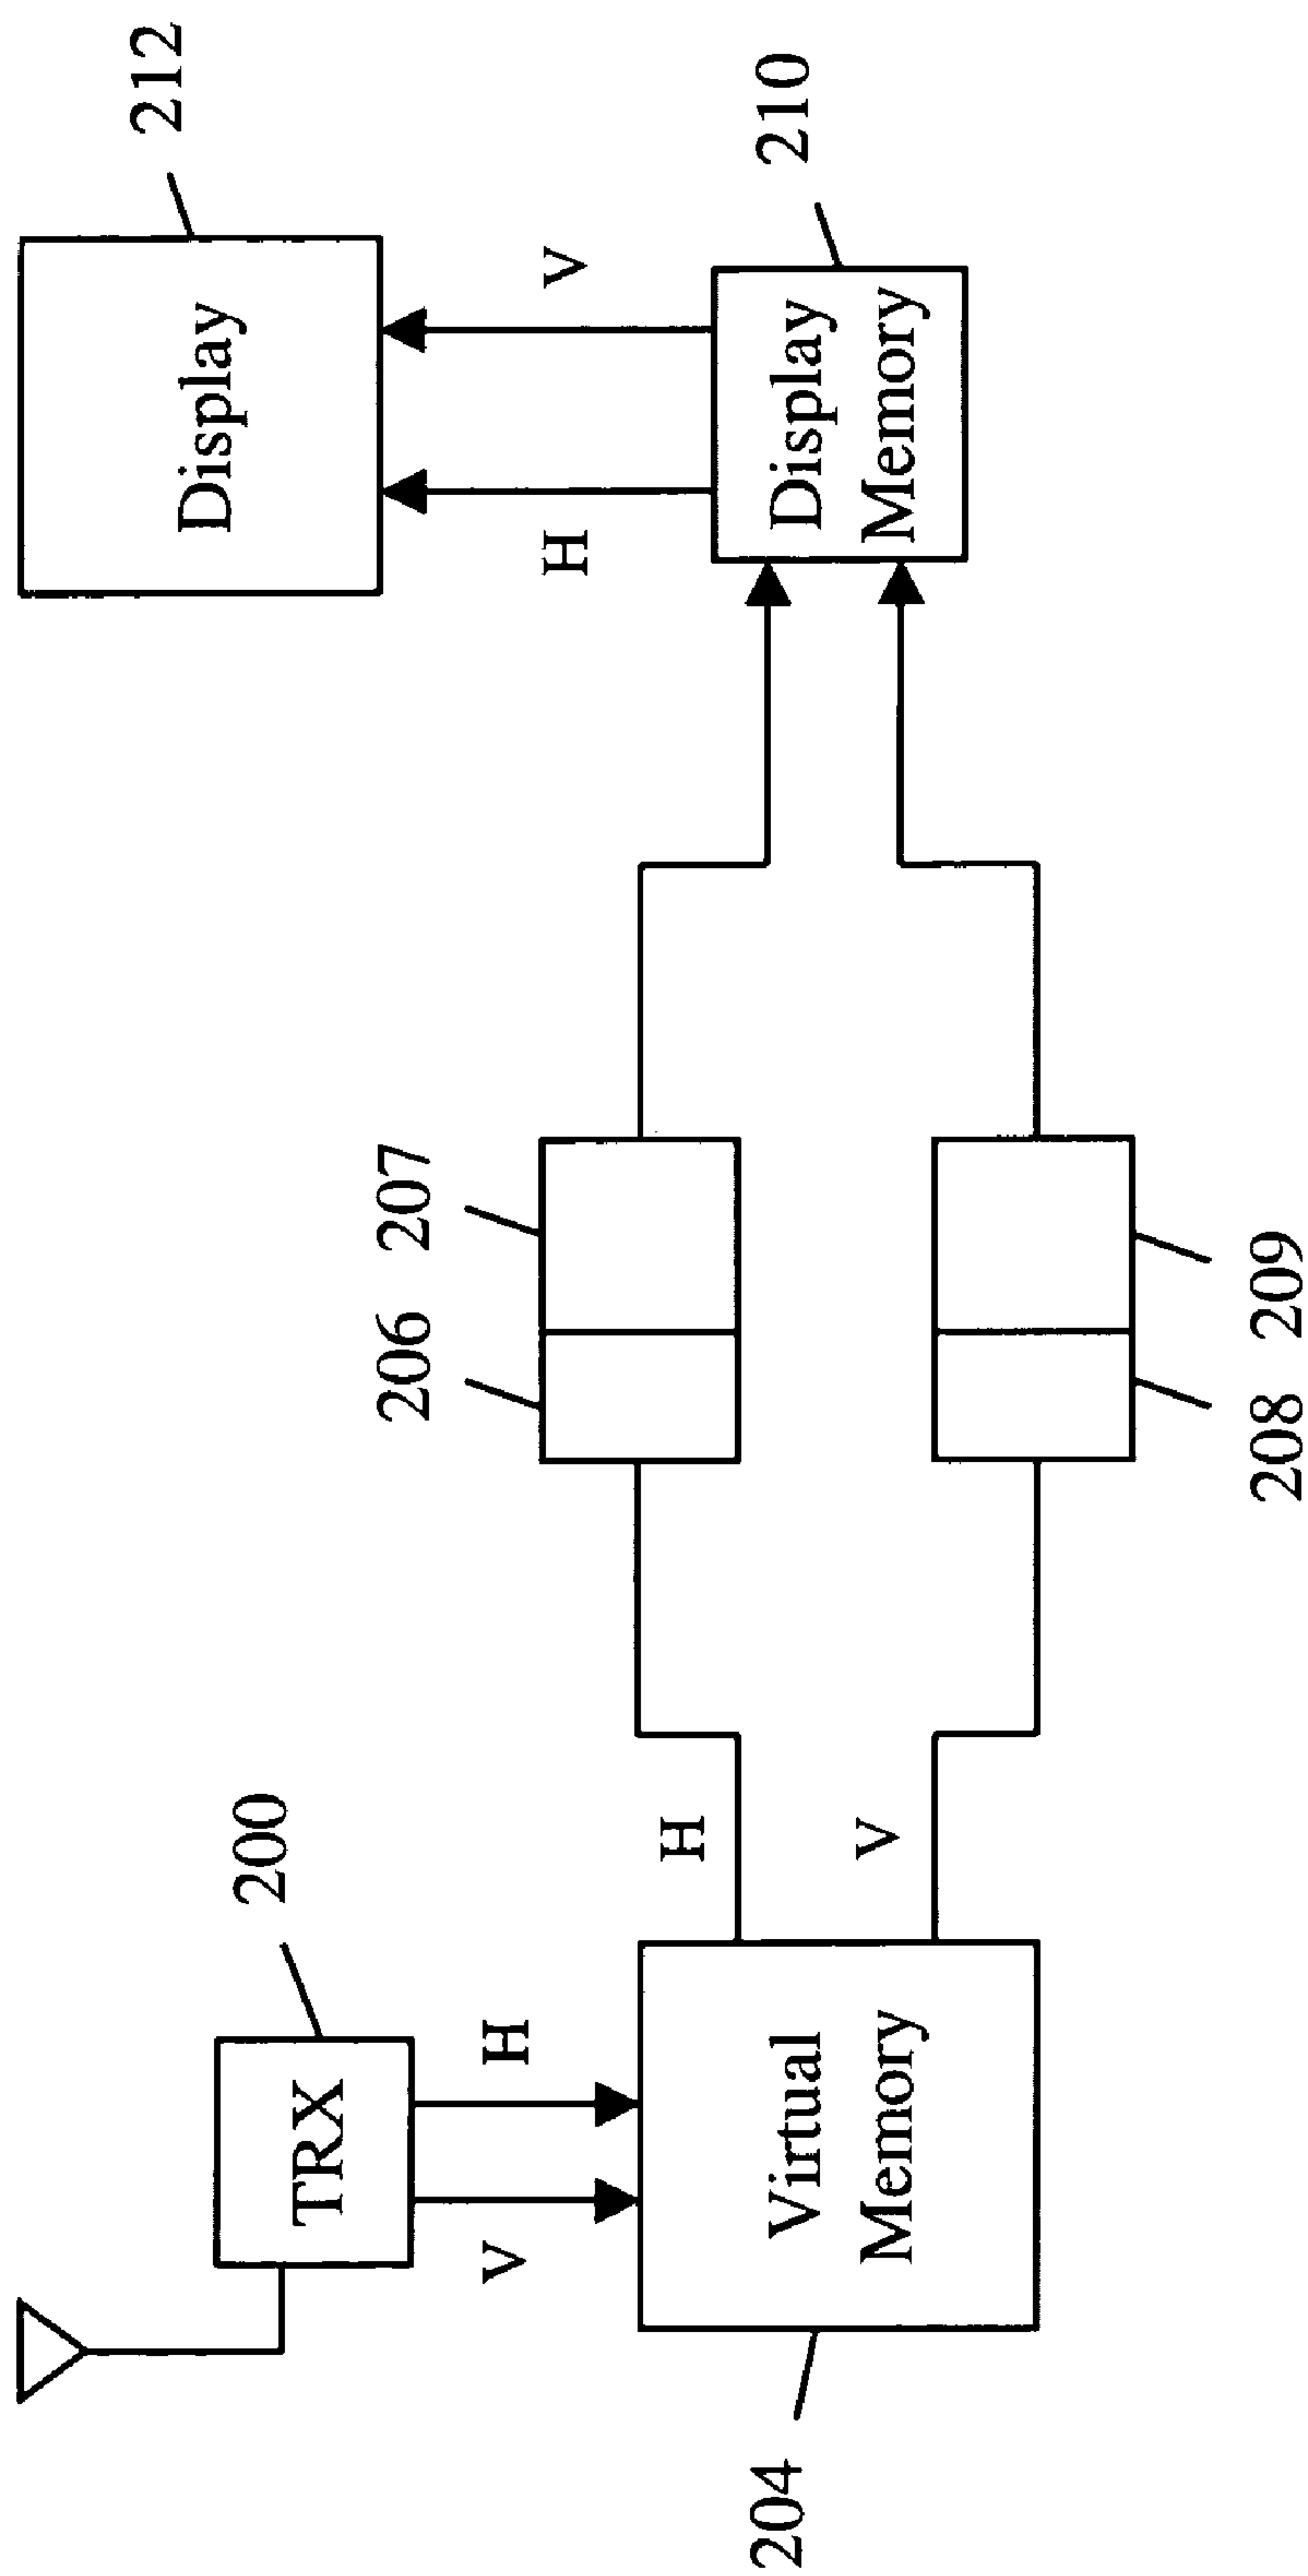 212
Display
200
TRX
206 207
V
H
H
V
H
204
Virtual
Memory
210
Display
Memory
V
208 209